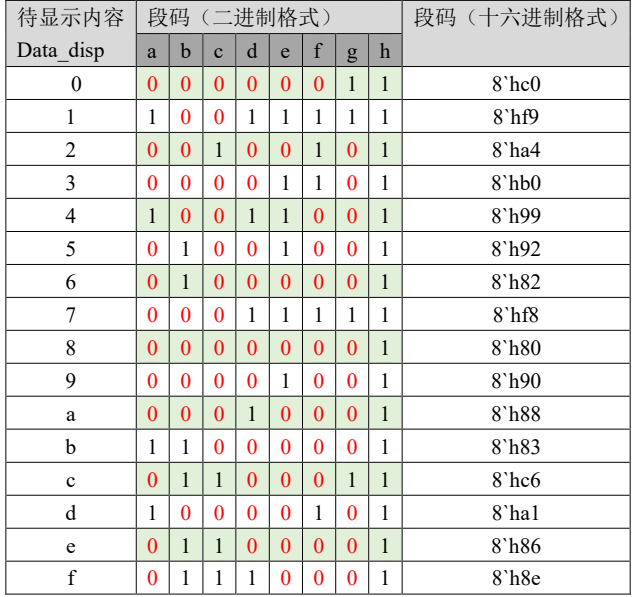 待显示内容 段码（二进制格式） 段码（十六进制格式）
Data_disp a b c d e f g h
0 0 0 0 0 0 0 1 1 8`hc0
1 1 0 0 1 1 1 1 1 8`hf9
2 0 0 1 0 0 1 0 1 8`ha4
3 0 0 0 0 1 1 0 1 8`hb0
4 1 0 0 1 1 0 0 1 8`h99
5 0 1 0 0 1 0 0 1 8`h92
6 0 1 0 0 0 0 0 1 8`h82
7 0 0 0 1 1 1 1 1 8`hf8
8 0 0 0 0 0 0 0 1 8`h80
9 0 0 0 0 1 0 0 1 8`h90
a 0 0 0 1 0 0 0 1 8`h88
b 1 1 0 0 0 0 0 1 8`h83
c 0 1 1 0 0 0 1 1 8`hc6
d 1 0 0 0 0 1 0 1 8`ha1
e 0 1 1 0 0 0 0 1 8`h86
f 0 1 1 1 0 0 0 1 8`h8e